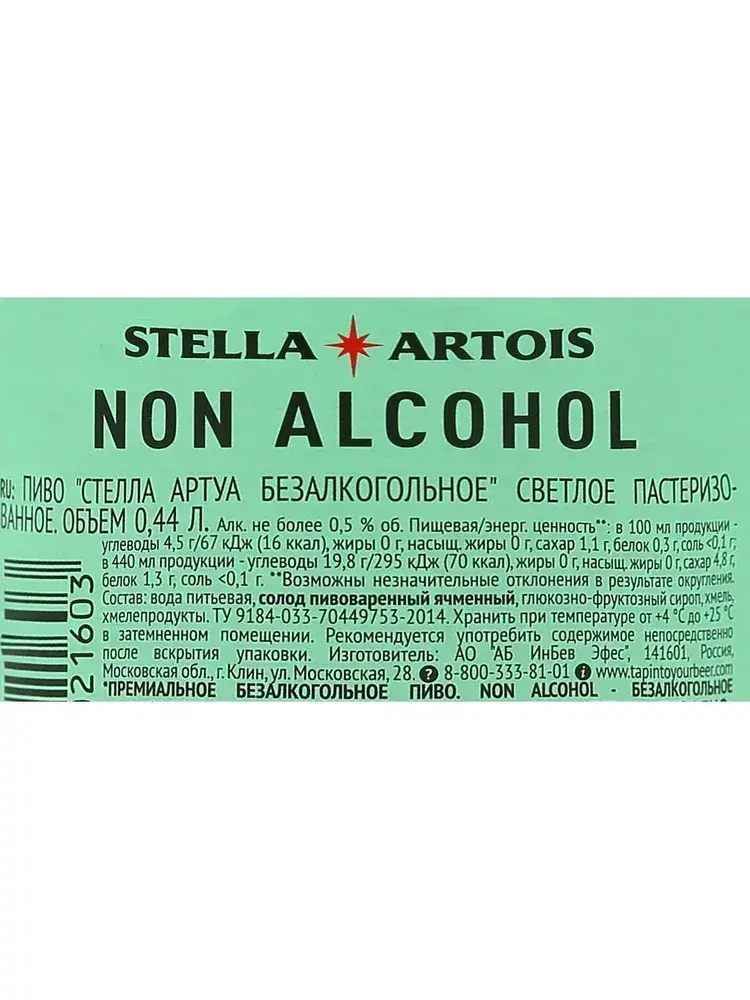 STELLA ARTOIS
NON ALCOHOL
RU: ПИВО "СТЕЛЛА АРТУА БЕЗАЛКОГОЛЬНОЕ" СВЕТЛОЕ ПАСТЕРИЗО-
ВАННОЕ. ОБЪЕМ 0,44 Л. Алк. не более 0,5 % об. Пищевая/энерг. ценность**: в 100 мл продукции -
углеводы 4,5 г/67 кДж (16 ккал), жиры 0 г, насыщ. жиры 0 г, сахар 1,1 г, белок 0,3 г, соль <0,1 г;
в 440 мл продукции - углеводы 19,8 г/295 кДж (70 ккал), жиры 0 г, насыщ. жиры 0 г, сахар 4,8 г,
белок 1,3 г, соль <0,1 г. **Возможны незначительные отклонения в результате округления.
Состав: вода питьевая, солод пивоваренный ячменный, глюкозно-фруктозный сироп, хмель,
хмелепродукты. ТУ 9184-033-70449753-2014. Хранить при температуре от +4 °C до +25 °C
в затемненном помещении. Рекомендуется употребить содержимое непосредственно
после вскрытия упаковки. Изготовитель: АО "АБ ИнБев Эфес", 141601, Россия,
Московская обл., г. Клин, ул. Московская, 28. ? 8-800-333-81-01 i www.tapintoyourbeer.com
*ПРЕМИАЛЬНОЕ БЕЗАЛКОГОЛЬНОЕ ПИВО. NON ALCOHOL - БЕЗАЛКОГОЛЬНОЕ
021603